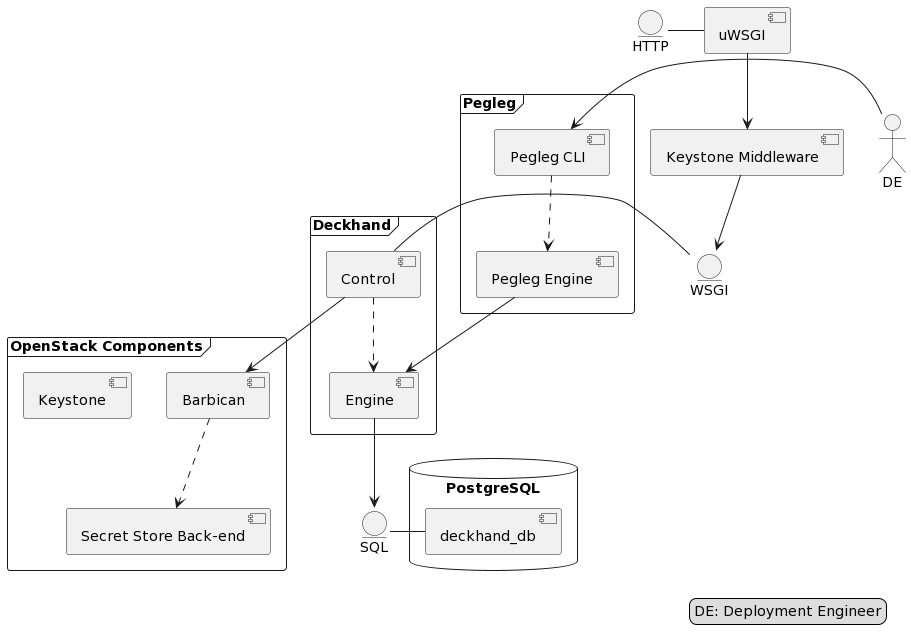 HTTP
uWSGI
Pegleg
Pegleg CLI
Keystone Middleware
DE
Deckhand
Control
Pegleg Engine
WSGI
OpenStack Components
Keystone
Barbican
Engine
PostgreSQL
Secret Store Back-end
SQL
deckhand_db
DE: Deployment Engineer